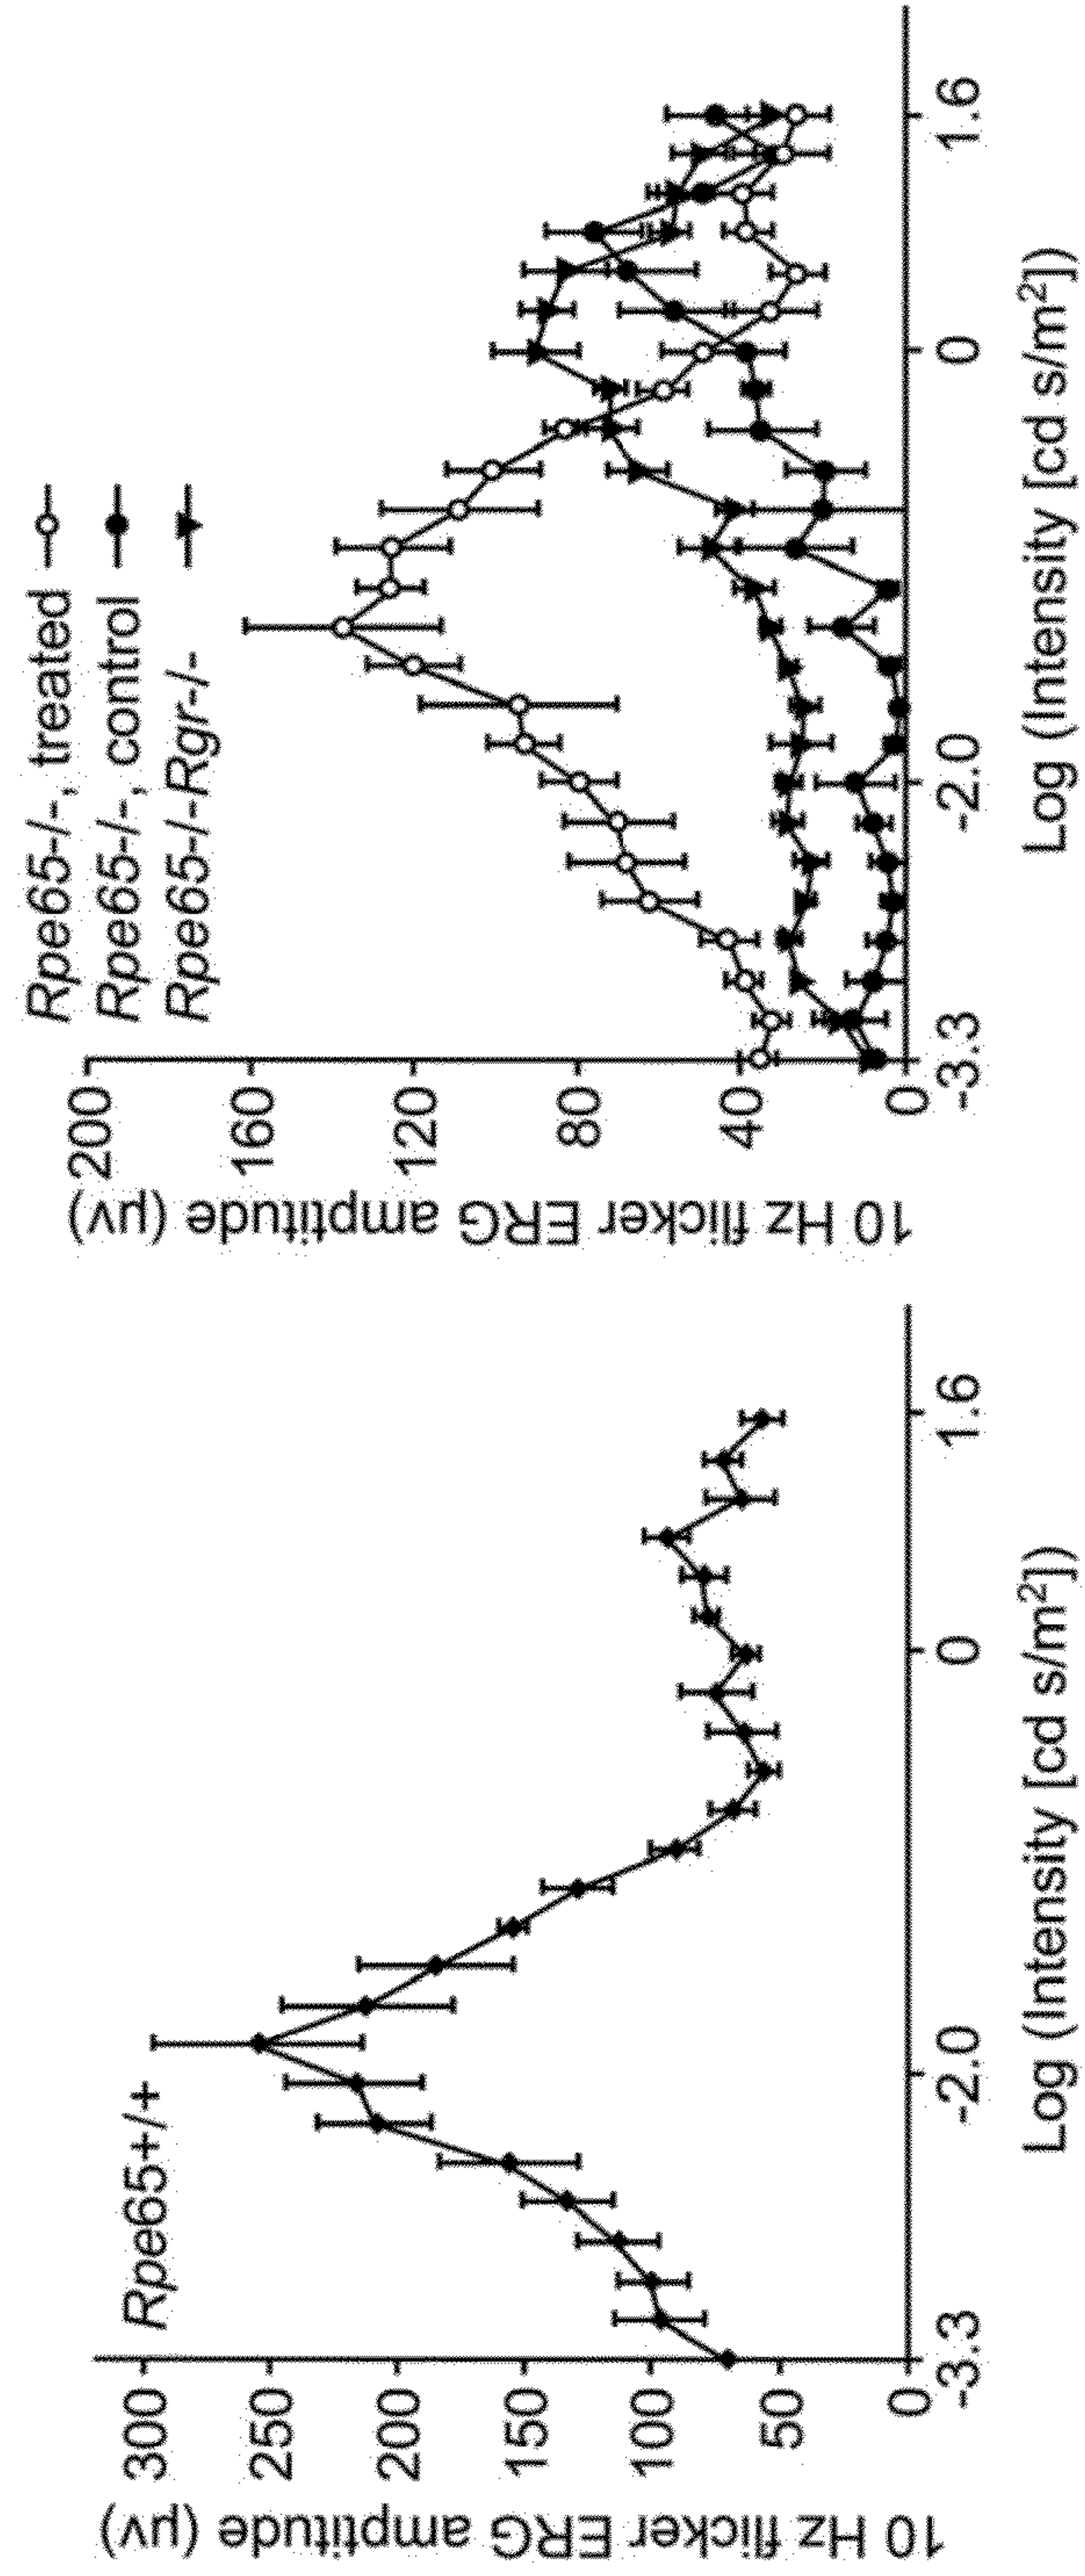 Rpe65+/+
10 Hz flicker ERG amplitude (μv)
300
250
200
150
100
50
0
-3.3
-2.0
0
1.6
Log (Intensity [cd s/m²])
Rpe65-/-, treated
Rpe65-/-, control
Rpe65-/-Rgr-/-
10 Hz flicker ERG amplitude (μv)
200
160
120
80
40
0
-3.3
-2.0
0
1.6
Log (Intensity [cd s/m²])